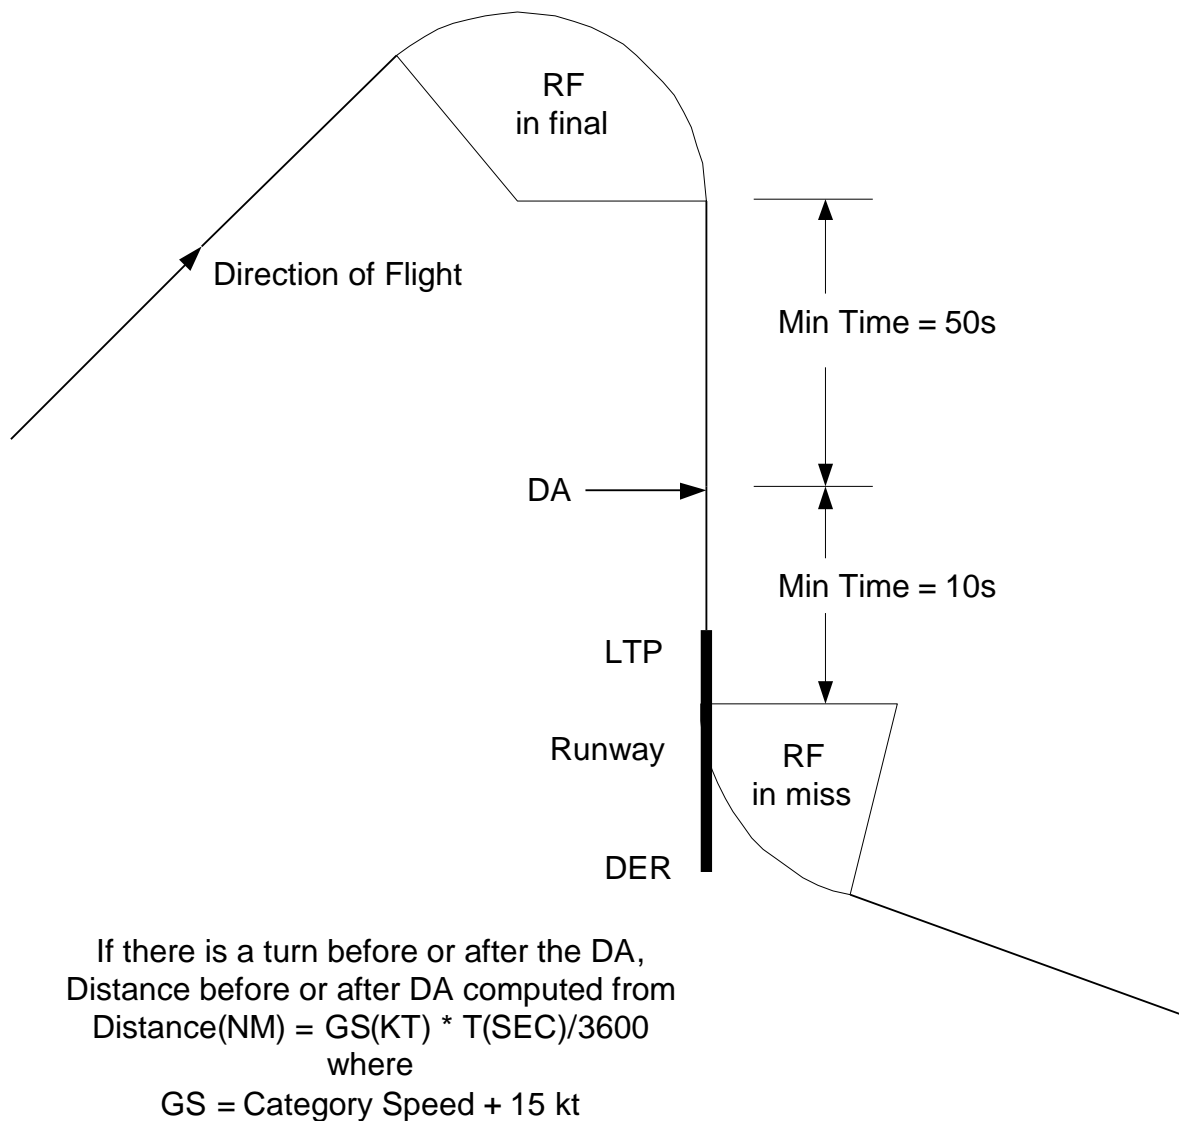 RF
in final
Direction of Flight
Min Time = 50s
DA
Min Time = 10s
LTP
Runway
RF
in miss
DER
If there is a turn before or after the DA,
Distance before or after DA computed from
Distance(NM) = GS(KT) * T(SEC)/3600
where
GS = Category Speed + 15 kt